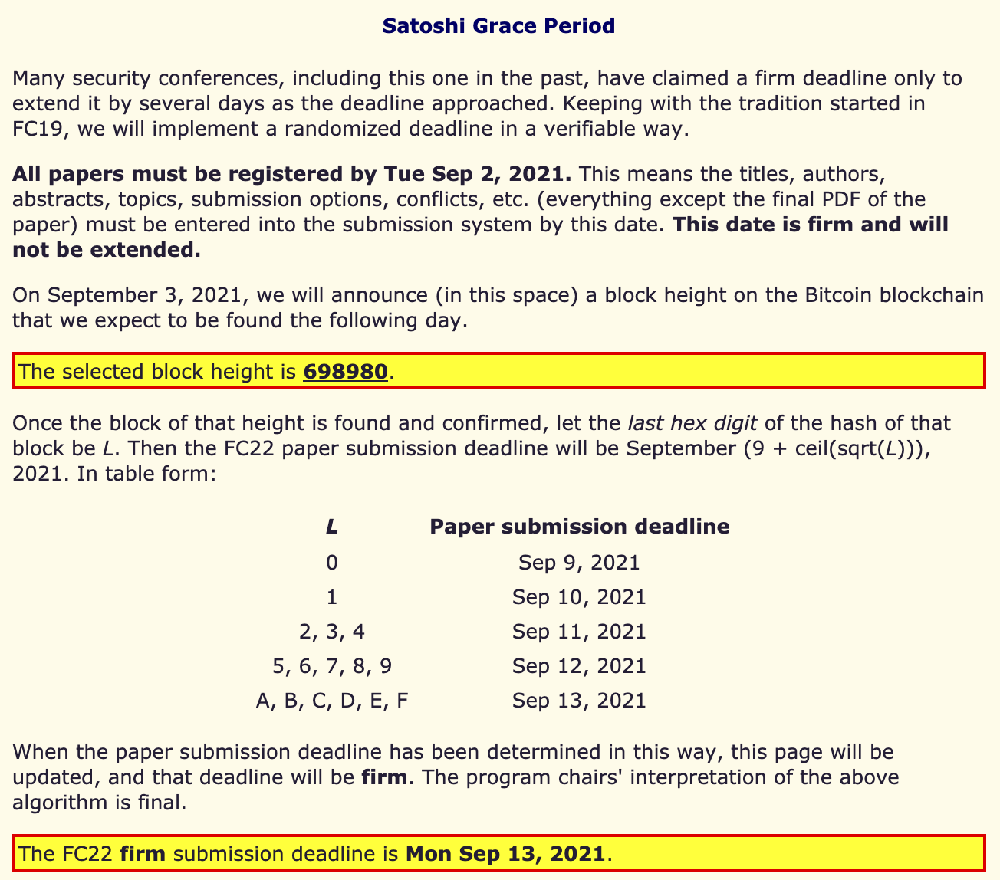 Satoshi Grace Period
Many security conferences, including this one in the past, have claimed a firm deadline only to
extend it by several days as the deadline approached. Keeping with the tradition started in
FC19, we will implement a randomized deadline in a verifiable way.
All papers must be registered by Tue Sep 2, 2021. This means the titles, authors,
abstracts, topics, submission options, conflicts, etc. (everything except the final PDF of the
paper) must be entered into the submission system by this date. This date is firm and will
not be extended.
On September 3, 2021, we will announce (in this space) a block height on the Bitcoin blockchain
that we expect to be found the following day.
The selected block height is 698980.
Once the block of that height is found and confirmed, let the last hex digit of the hash of that
block be L. Then the FC22 paper submission deadline will be September (9 + ceil(sqrt(L))),
2021. In table form:
L Paper submission deadline
0 Sep 9, 2021
1 Sep 10, 2021
2, 3, 4 Sep 11, 2021
5, 6, 7, 8, 9 Sep 12, 2021
A, B, C, D, E, F Sep 13, 2021
When the paper submission deadline has been determined in this way, this page will be
updated, and that deadline will be firm. The program chairs' interpretation of the above
algorithm is final.
The FC22 firm submission deadline is Mon Sep 13, 2021.